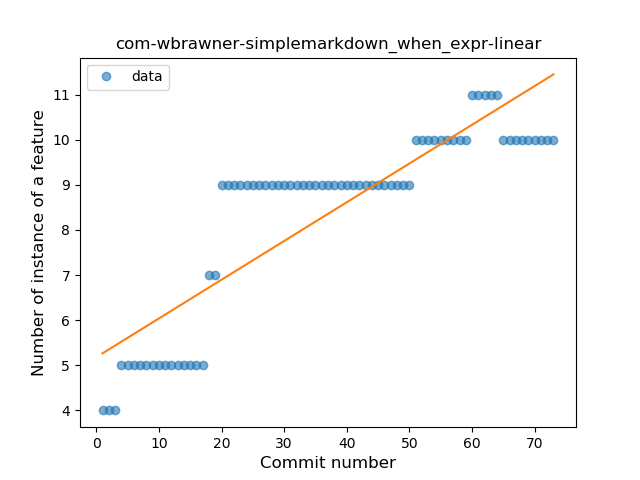 com-wbrawner-simplemarkdown_when_expr-linear
data
Number of instance of a feature
11
10
9
8
7
6
5
4
0 10 20 30 40 50 60 70
Commit number